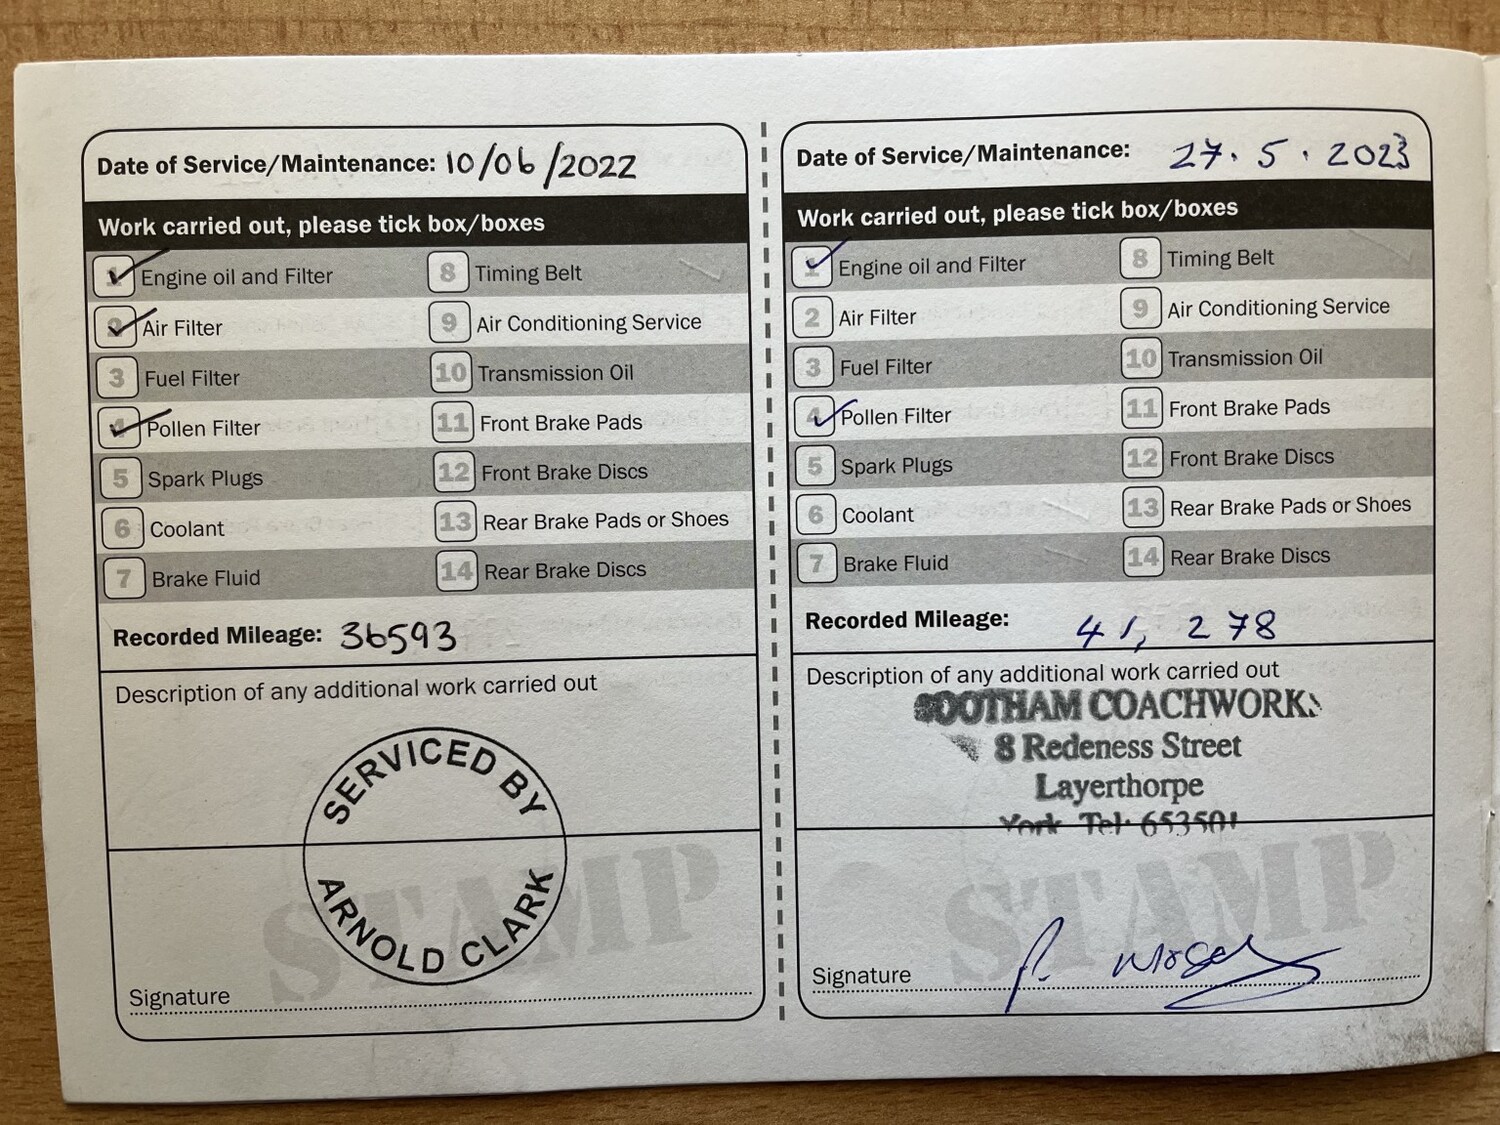 Date of Service/Maintenance: 10/06/2022
Work carried out, please tick box/boxes
1 Engine oil and Filter
2 Air Filter
3 Fuel Filter
4 Pollen Filter
5 Spark Plugs
6 Coolant
7 Brake Fluid
8 Timing Belt
9 Air Conditioning Service
10 Transmission Oil
11 Front Brake Pads
12 Front Brake Discs
13 Rear Brake Pads or Shoes
14 Rear Brake Discs
Recorded Mileage: 36593
Description of any additional work carried out
SERVICED BY
ARNOLD CLARK
STAMP
Signature
Date of Service/Maintenance: 27.5.2023
Work carried out, please tick box/boxes
1 Engine oil and Filter
2 Air Filter
3 Fuel Filter
4 Pollen Filter
5 Spark Plugs
6 Coolant
7 Brake Fluid
8 Timing Belt
9 Air Conditioning Service
10 Transmission Oil
11 Front Brake Pads
12 Front Brake Discs
13 Rear Brake Pads or Shoes
14 Rear Brake Discs
Recorded Mileage: 41,278
Description of any additional work carried out
BOOTHAM COACHWORKS
8 Redeness Street
Layerthorpe
York Tel: 653501
STAMP
Signature